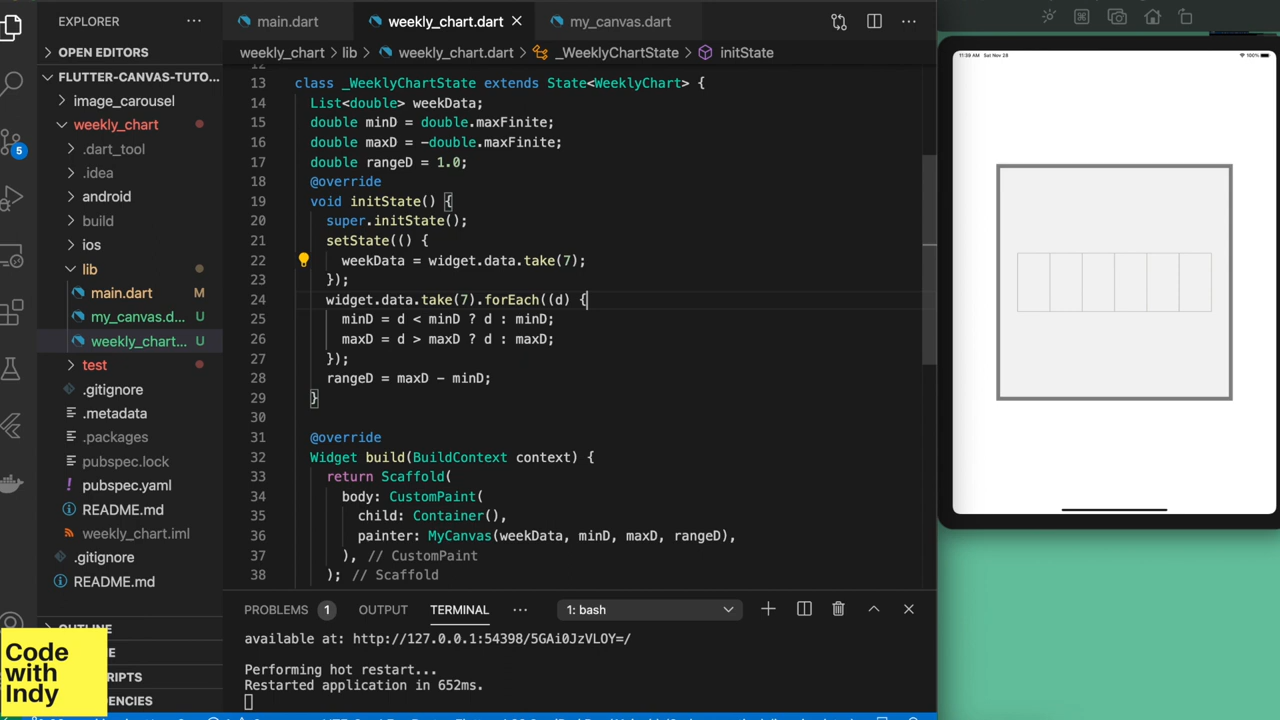 EXPLORER
main.dart
weekly_chart.dart
my_canvas.dart
OPEN EDITORS
FLUTTER-CANVAS-TUTO...
image_carousel
weekly_chart
.dart_tool
.idea
android
build
ios
lib
main.dart M
my_canvas.d... U
weekly_chart... U
test
.gitignore
.metadata
.packages
pubspec.lock
! pubspec.yaml
README.md
weekly_chart.iml
.gitignore
README.md
5
weekly_chart > lib > weekly_chart.dart > _WeeklyChartState > initState
13 class _WeeklyChartState extends State<WeeklyChart> {
14 List<double> weekData;
15 double minD = double.maxFinite;
16 double maxD = -double.maxFinite;
17 double rangeD = 1.0;
18 @override
19 void initState() {
20 super.initState();
21 setState(() {
22 weekData = widget.data.take(7);
23 });
24 widget.data.take(7).forEach((d) {
25 minD = d < minD ? d : minD;
26 maxD = d > maxD ? d : maxD;
27 });
28 rangeD = maxD - minD;
29 }
30
31 @override
32 Widget build(BuildContext context) {
33 return Scaffold(
34 body: CustomPaint(
35 child: Container(),
36 painter: MyCanvas(weekData, minD, maxD, rangeD),
37 ), // CustomPaint
38 ); // Scaffold
PROBLEMS 1 OUTPUT TERMINAL ... 1: bash
available at: http://127.0.0.1:54398/5GAi0JzVLOY=/
Performing hot restart...
Restarted application in 652ms.
Code
with
Indy
11:39 AM Sat Nov 28
100%